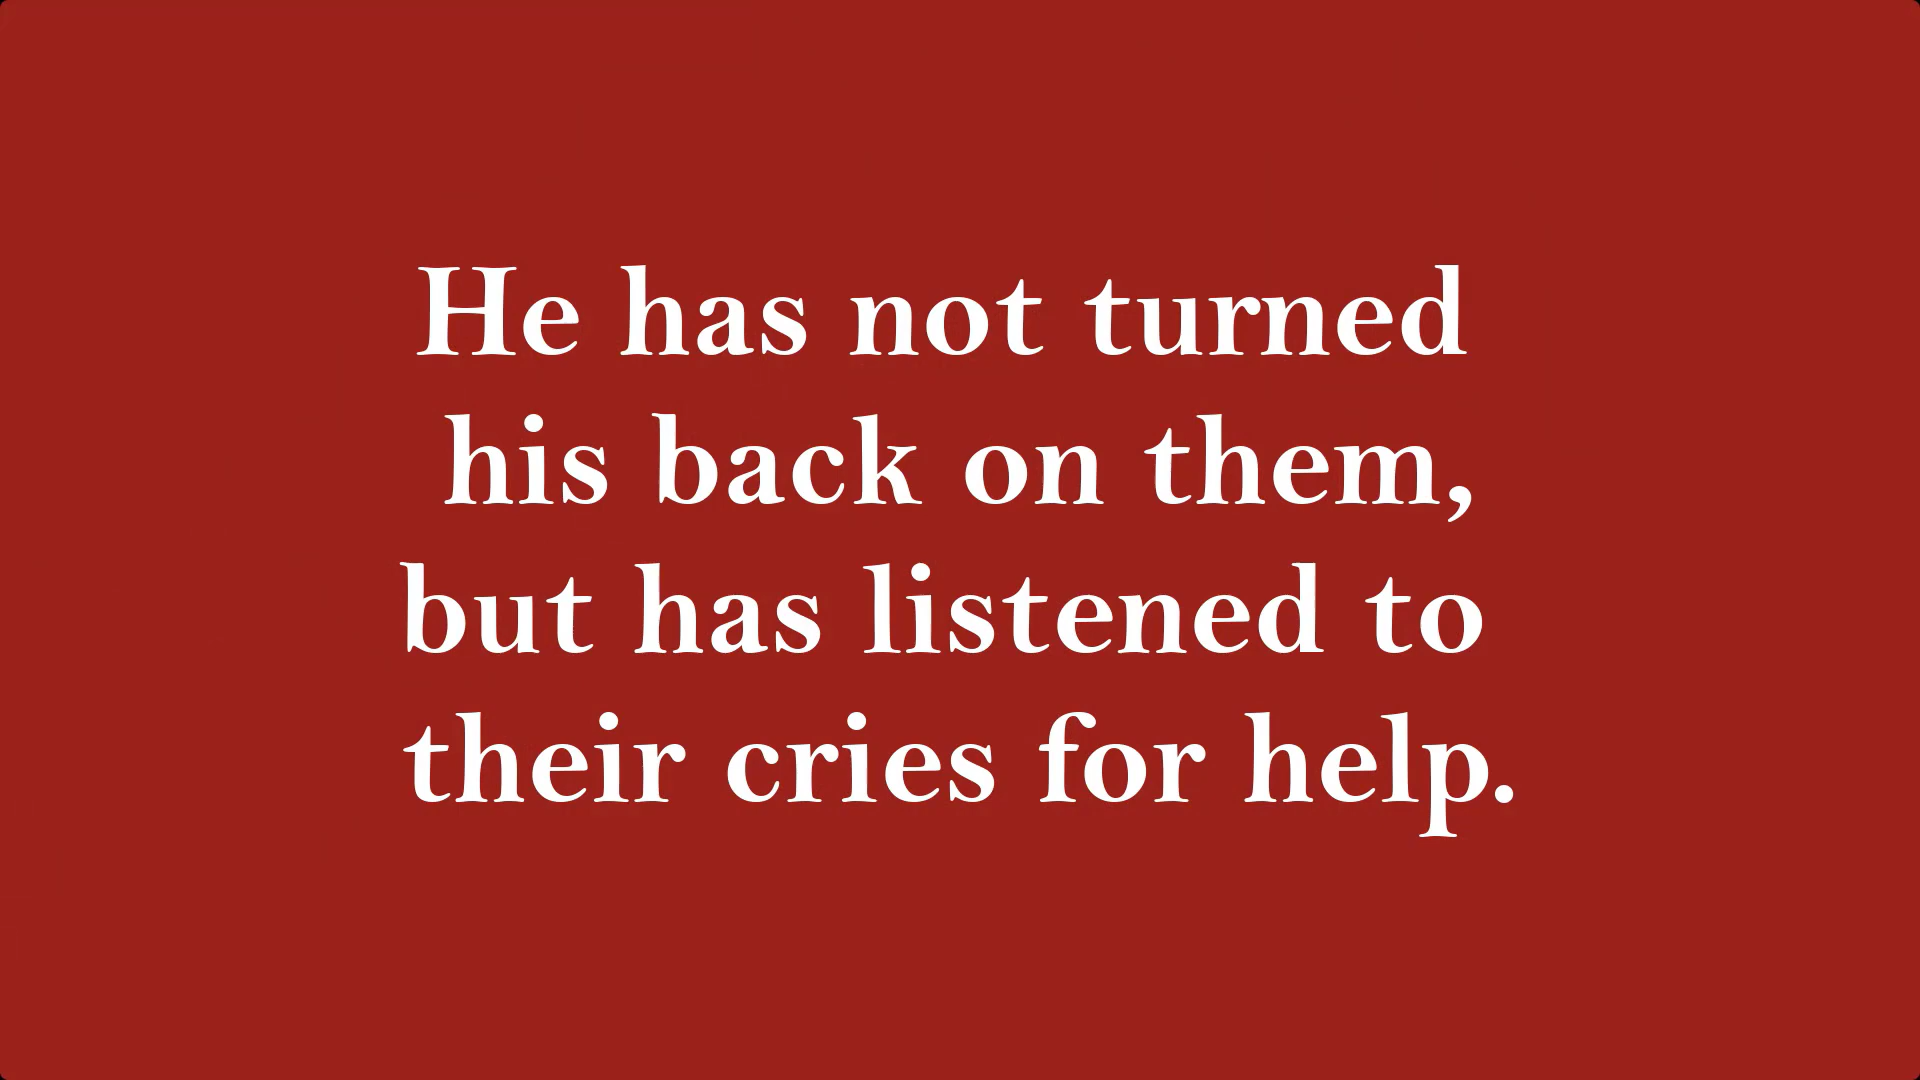 He has not turned
his back on them,
but has listened to
their cries for help.